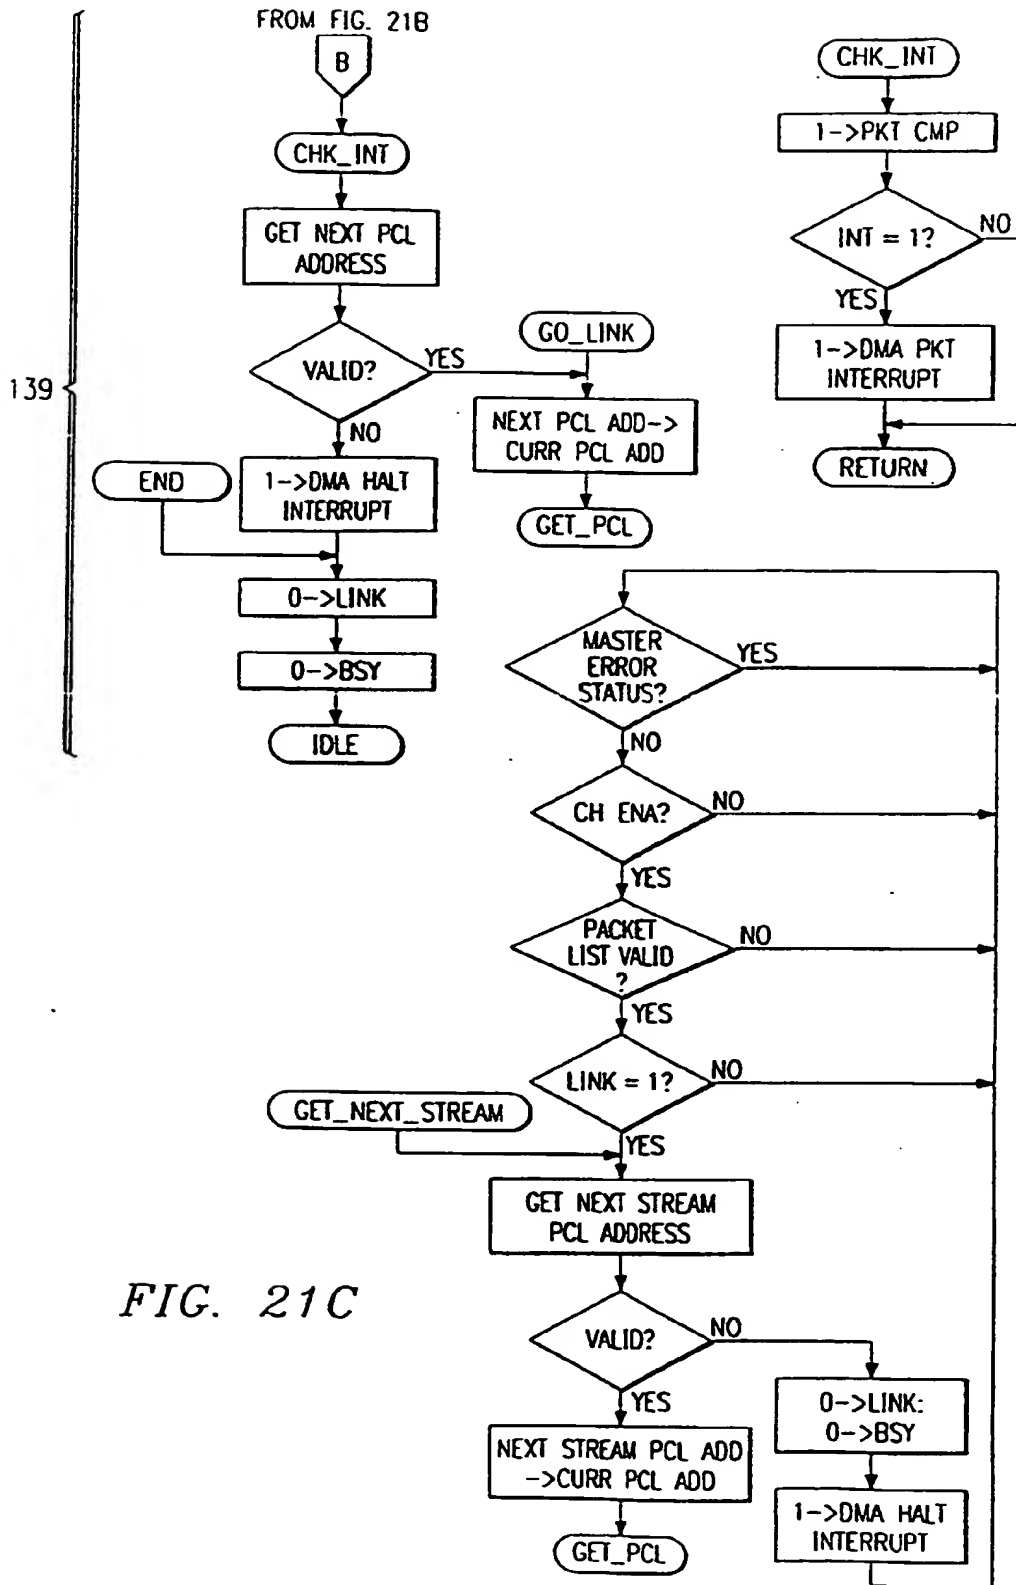 FROM FIG. 21B
B
CHK_INT
GET NEXT PCL
ADDRESS
VALID?
YES
NO
GO_LINK
NEXT PCL ADD->
CURR PCL ADD
GET_PCL
139
END
1->DMA HALT
INTERRUPT
0->LINK
0->BSY
IDLE
CHK_INT
1->PKT CMP
INT = 1?
NO
YES
1->DMA PKT
INTERRUPT
RETURN
MASTER
ERROR
STATUS?
YES
NO
CH ENA?
NO
YES
PACKET
LIST VALID
?
NO
YES
LINK = 1?
NO
GET_NEXT_STREAM
YES
GET NEXT STREAM
PCL ADDRESS
VALID?
NO
YES
0->LINK:
0->BSY
NEXT STREAM PCL ADD
->CURR PCL ADD
1->DMA HALT
INTERRUPT
GET_PCL
FIG. 21C